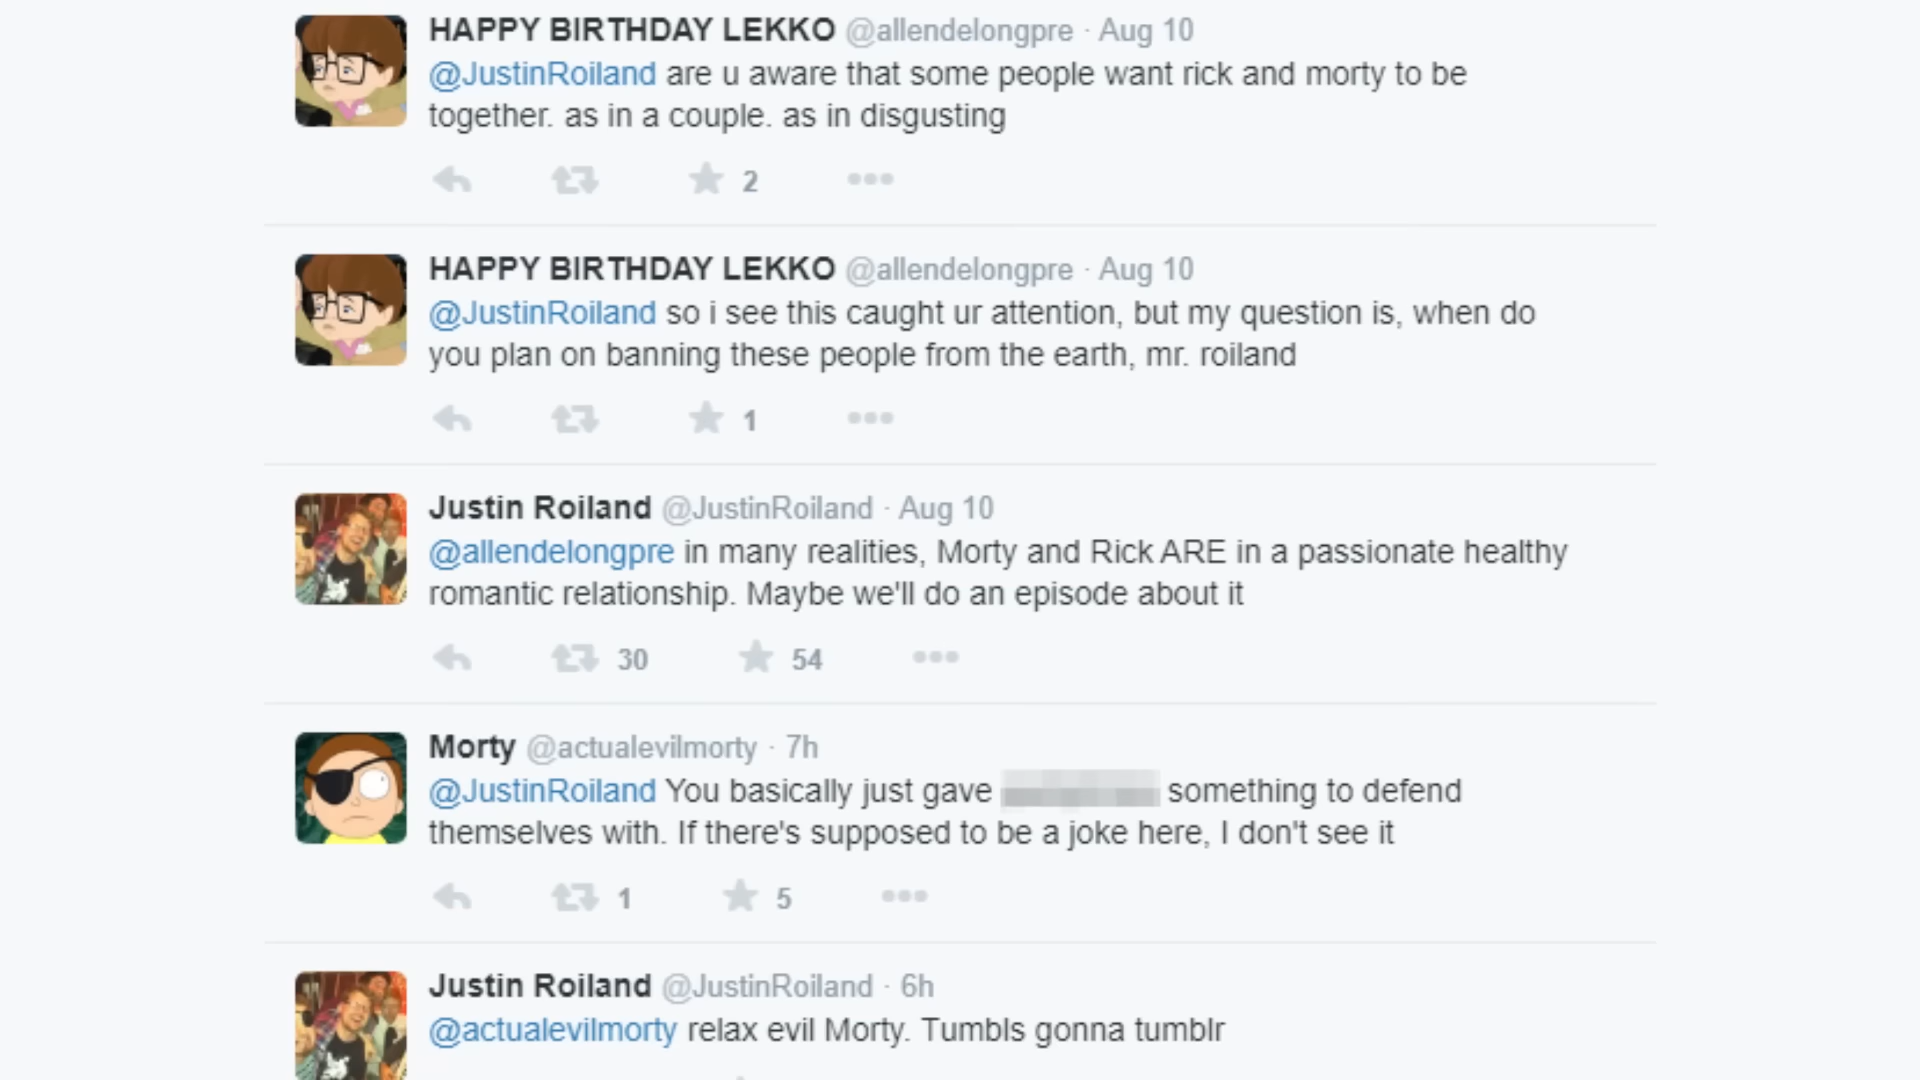 HAPPY BIRTHDAY LEKKO @allendelongpre · Aug 10
@JustinRoiland are u aware that some people want rick and morty to be
together. as in a couple. as in disgusting
2
HAPPY BIRTHDAY LEKKO @allendelongpre · Aug 10
@JustinRoiland so i see this caught ur attention, but my question is, when do
you plan on banning these people from the earth, mr. roiland
1
Justin Roiland @JustinRoiland · Aug 10
@allendelongpre in many realities, Morty and Rick ARE in a passionate healthy
romantic relationship. Maybe we'll do an episode about it
30 54
Morty @actualevilmorty · 7h
@JustinRoiland You basically just gave something to defend
themselves with. If there's supposed to be a joke here, I don't see it
1 5
Justin Roiland @JustinRoiland · 6h
@actualevilmorty relax evil Morty. Tumbls gonna tumblr